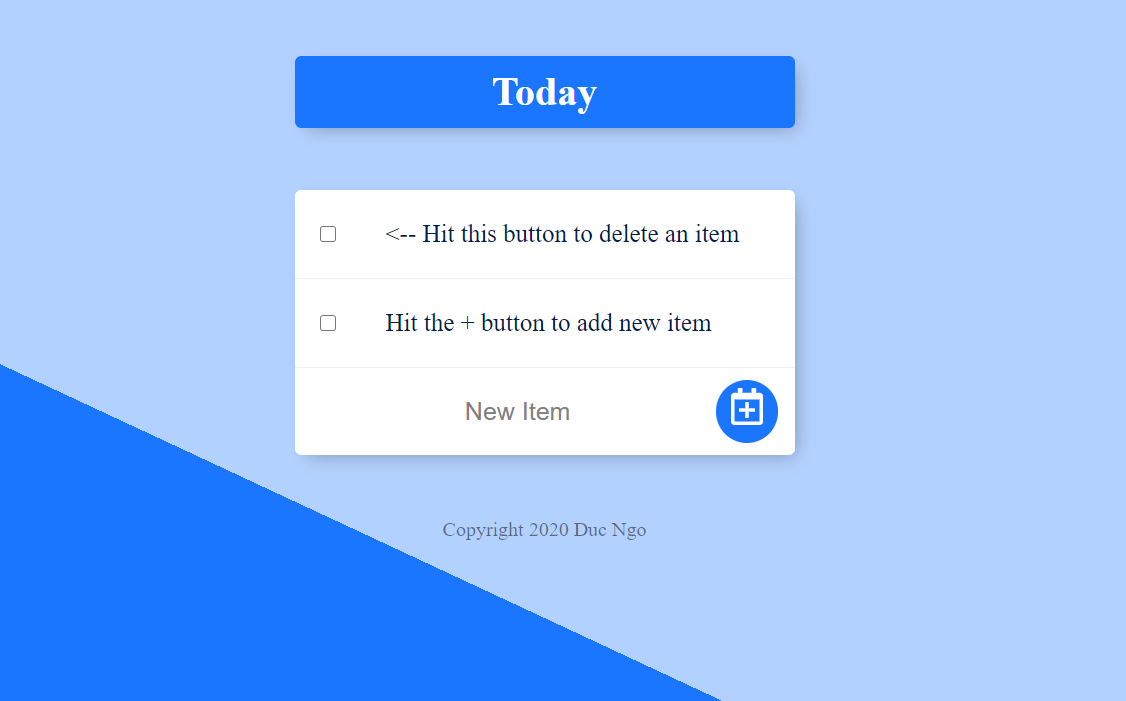 Today
<-- Hit this button to delete an item
Hit the + button to add new item
New Item
Copyright 2020 Duc Ngo